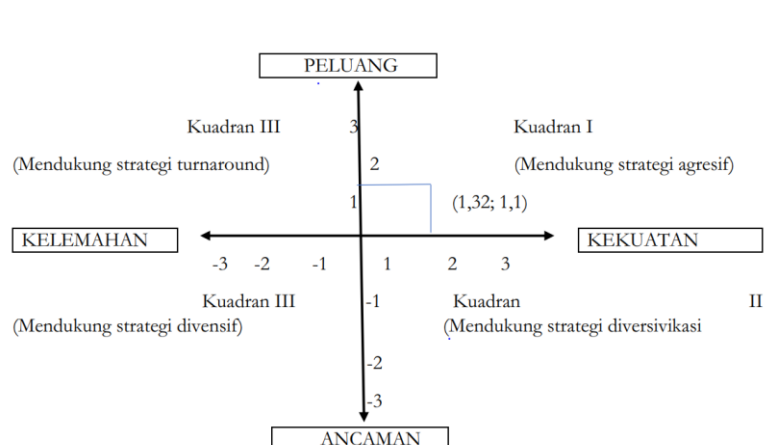 PELUANG
Kuadran III 3 Kuadran I
(Mendukung strategi turnaround) 2 (Mendukung strategi agresif)
1 (1,32; 1,1)
KELEMAHAN KEKUATAN
-3 -2 -1 1 2 3
Kuadran III -1 Kuadran II
(Mendukung strategi divensif) (Mendukung strategi diversivikasi
-2
-3
ANCAMAN